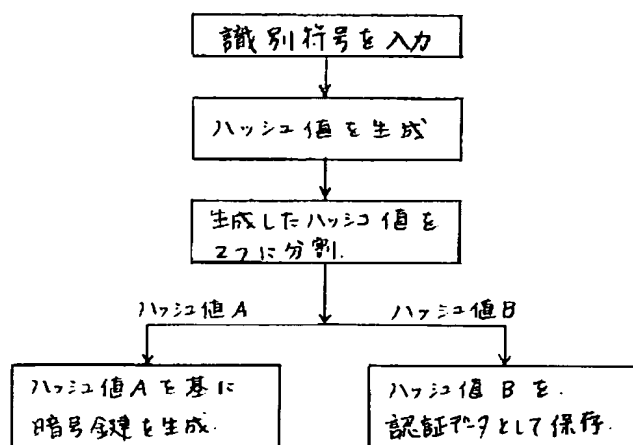 識別符号を入力
ハッシュ値を生成
生成したハッシュ値を
2つに分割.
ハッシュ値A
ハッシュ値B
ハッシュ値Aを基に
暗号鍵を生成.
ハッシュ値Bを.
認証データとして保存.